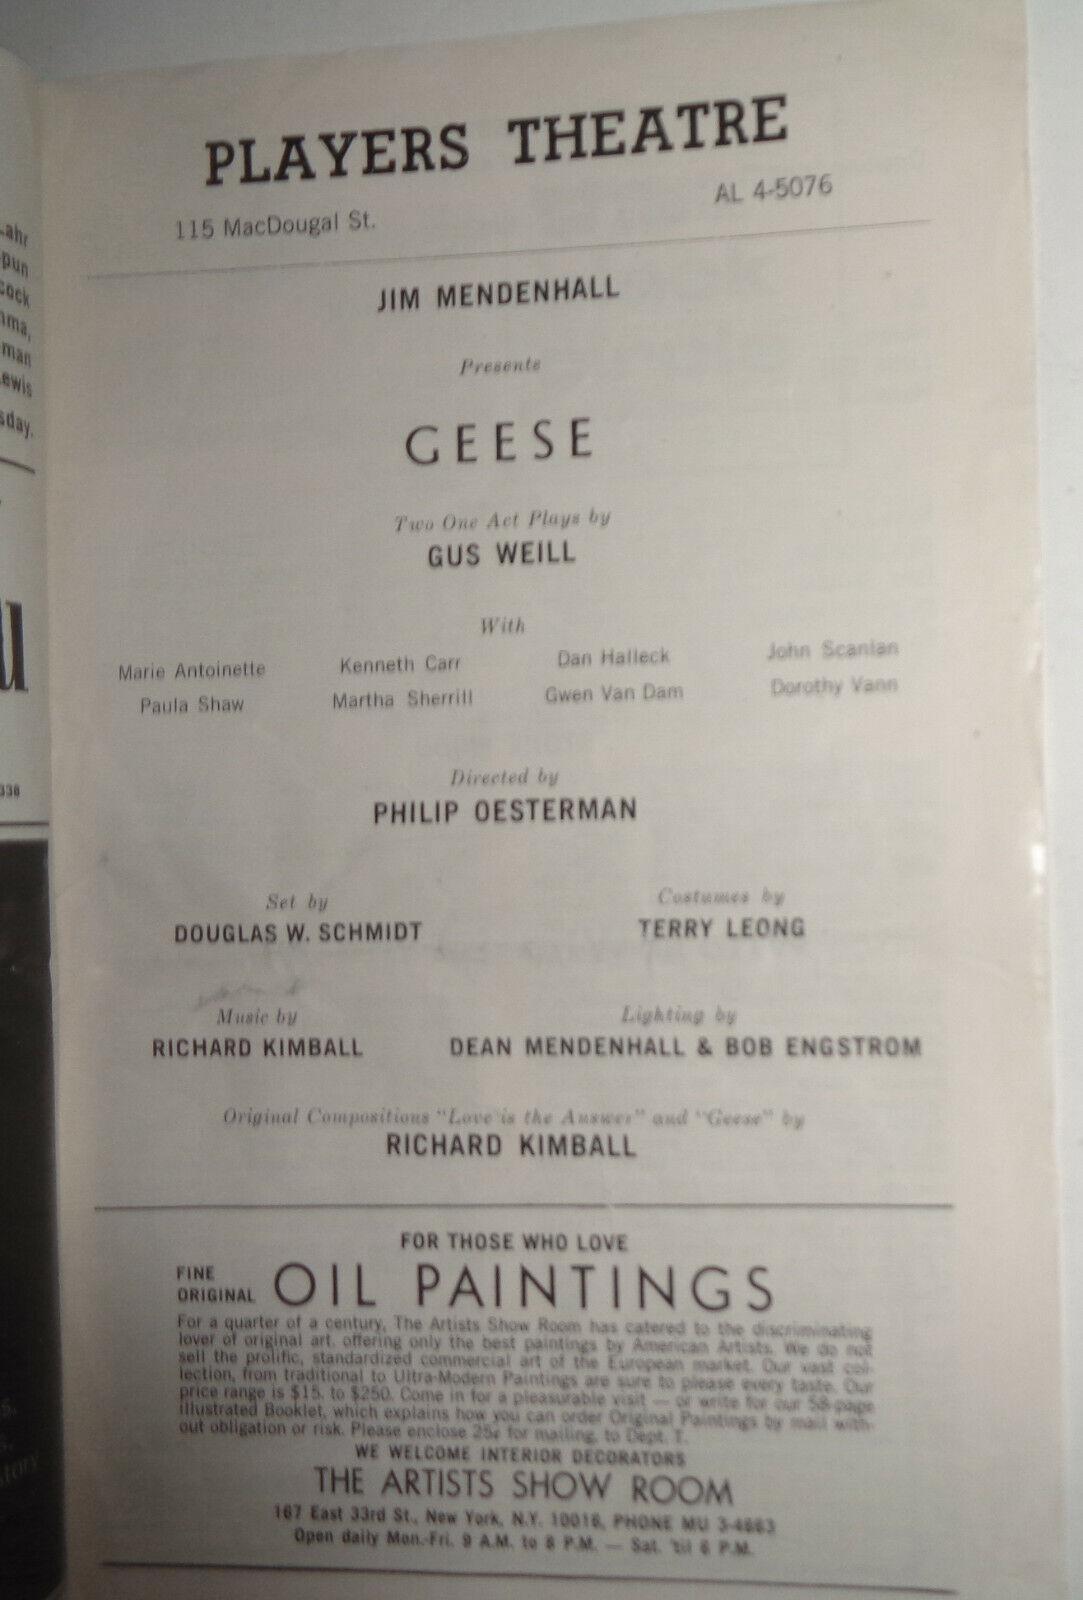 PLAYERS THEATRE
115 MacDougal St. AL 4-5076
JIM MENDENHALL
Presents
GEESE
Two One Act Plays by
GUS WEILL
With
Marie Antoinette Kenneth Carr Dan Halleck John Scanlan
Paula Shaw Martha Sherrill Gwen Van Dam Dorothy Vann
Directed by
PHILIP OESTERMAN
Set by Costumes by
DOUGLAS W. SCHMIDT TERRY LEONG
Music by Lighting by
RICHARD KIMBALL DEAN MENDENHALL & BOB ENGSTROM
Original Compositions "Love is the Answer" and "Geese" by
RICHARD KIMBALL
FOR THOSE WHO LOVE
FINE
ORIGINAL OIL PAINTINGS
For a quarter of a century, The Artists Show Room has catered to the discriminating
lover of original art, offering only the best paintings by American Artists. We do not
sell the prolific, standardized commercial art of the European market. Our vast col-
lection, from traditional to Ultra-Modern Paintings are sure to please every taste. Our
price range is $15. to $250. Come in for a pleasurable visit — or write for our 58-page
illustrated Booklet, which explains how you can order Original Paintings by mail with-
out obligation or risk. Please enclose 25¢ for mailing, to Dept. T.
WE WELCOME INTERIOR DECORATORS
THE ARTISTS SHOW ROOM
167 East 33rd St., New York, N.Y. 10016, PHONE MU 3-4663
Open daily Mon.-Fri. 9 A.M. to 8 P.M. — Sat. 'til 6 P.M.
Lahr
pun
cock
mma,
man
Lewis
sday.
u
338
s.
s.
story